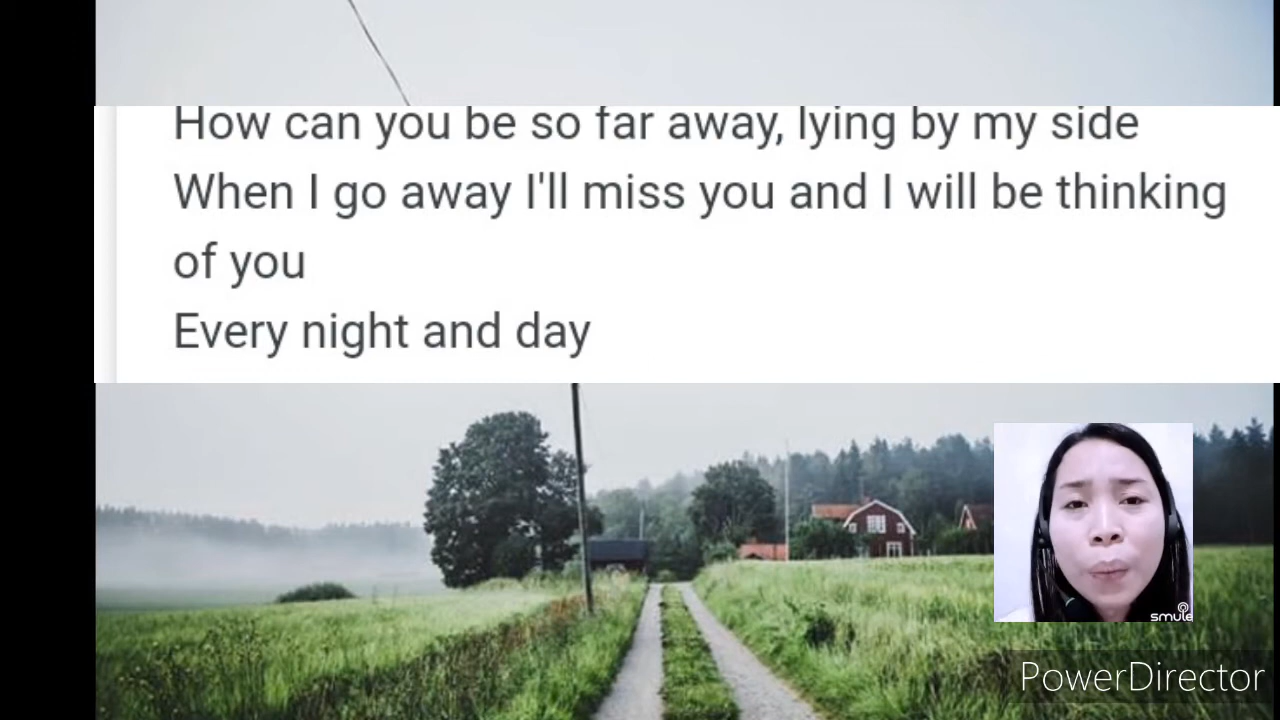 How can you be so far away, lying by my side
When I go away I'll miss you and I will be thinking
of you
Every night and day
smule
PowerDirector